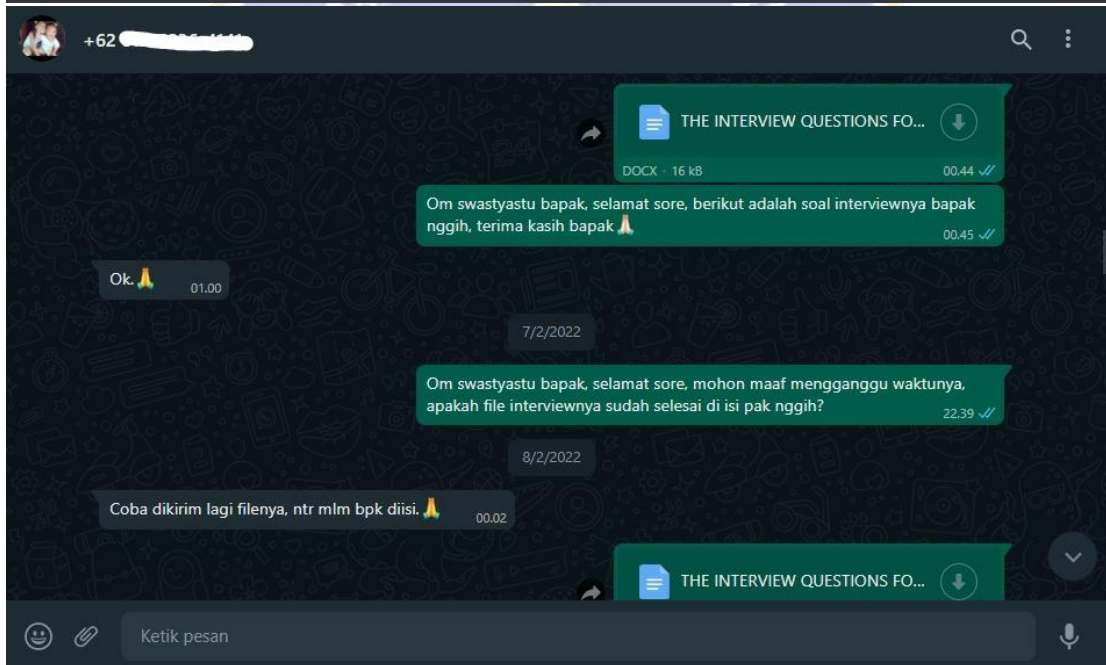 +62
THE INTERVIEW QUESTIONS FO...
DOCX · 16 kB 00.44
Om swastyastu bapak, selamat sore, berikut adalah soal interviewnya bapak
nggih, terima kasih bapak🙏🏻
00.45
Ok.🙏 01.00
7/2/2022
Om swastyastu bapak, selamat sore, mohon maaf mengganggu waktunya,
apakah file interviewnya sudah selesai di isi pak nggih? 22.39
8/2/2022
Coba dikirim lagi filenya, ntr mlm bpk diisi.🙏 00.02
THE INTERVIEW QUESTIONS FO...
Ketik pesan